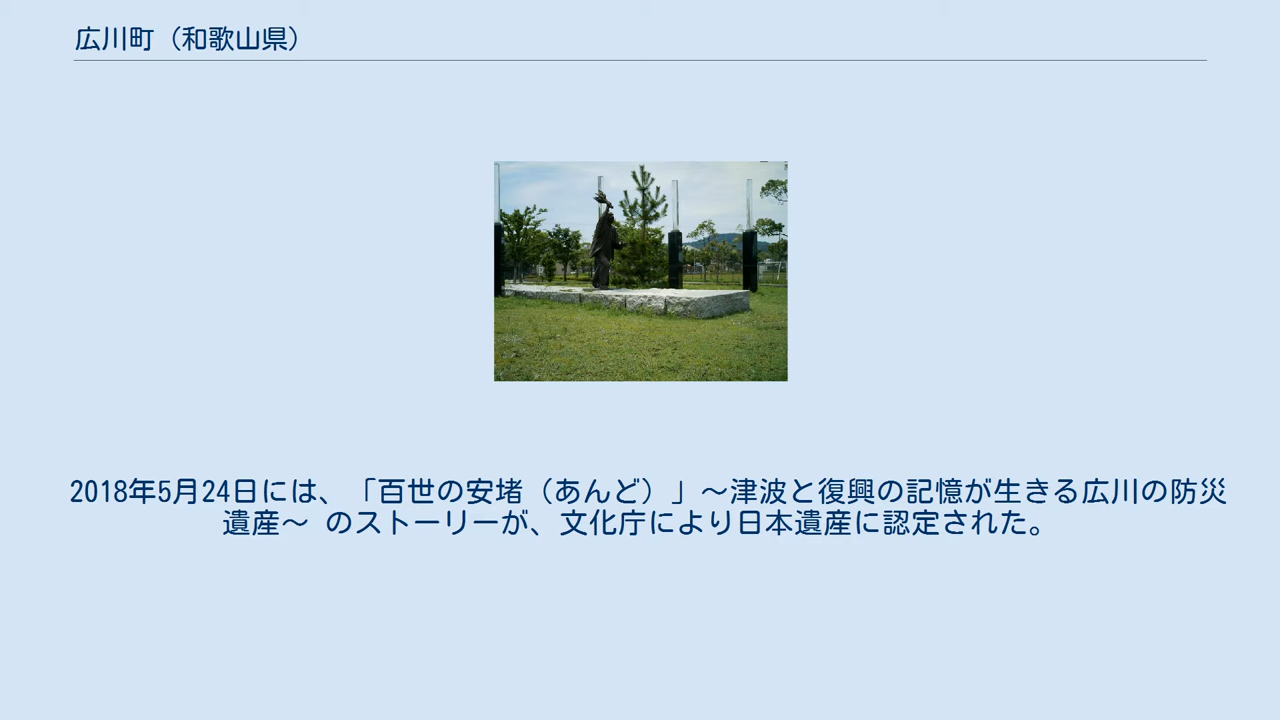 広川町（和歌山県）
2018年5月24日には、「百世の安堵（あんど）」～津波と復興の記憶が生きる広川の防災
遺産～ のストーリーが、文化庁により日本遺産に認定された。